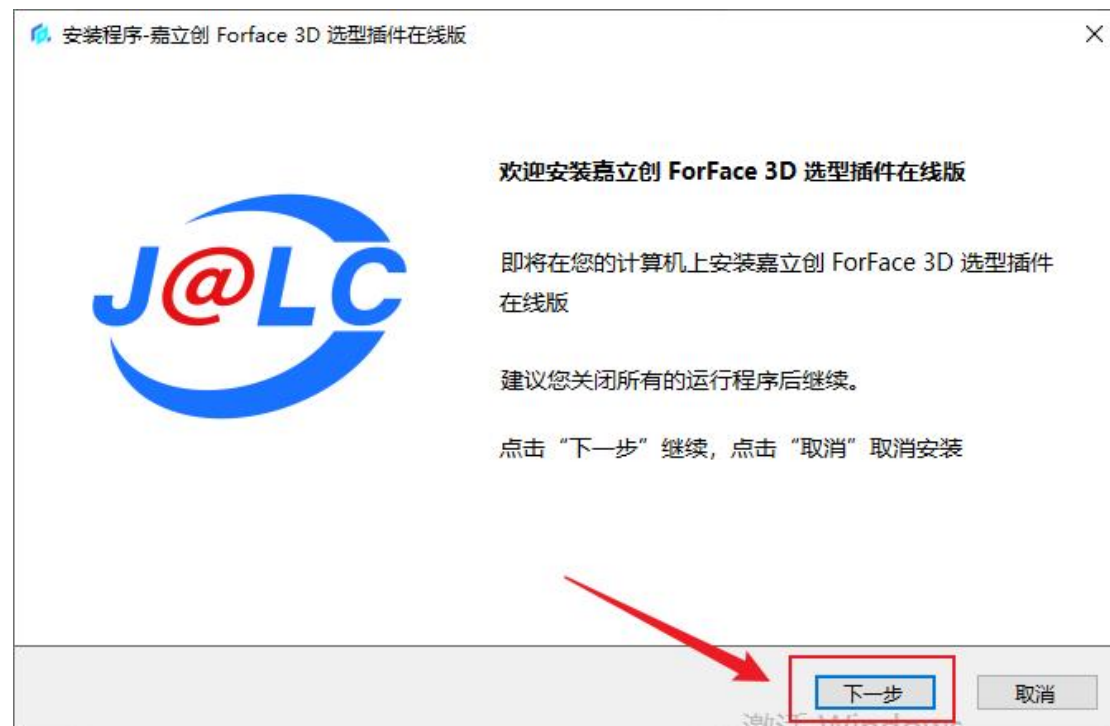 安装程序-嘉立创 Forface 3D 选型插件在线版
欢迎安装嘉立创 ForFace 3D 选型插件在线版
J@LC
即将在您的计算机上安装嘉立创 ForFace 3D 选型插件
在线版
建议您关闭所有的运行程序后继续。
点击“下一步”继续，点击“取消”取消安装
下一步
取消
激活 Windows